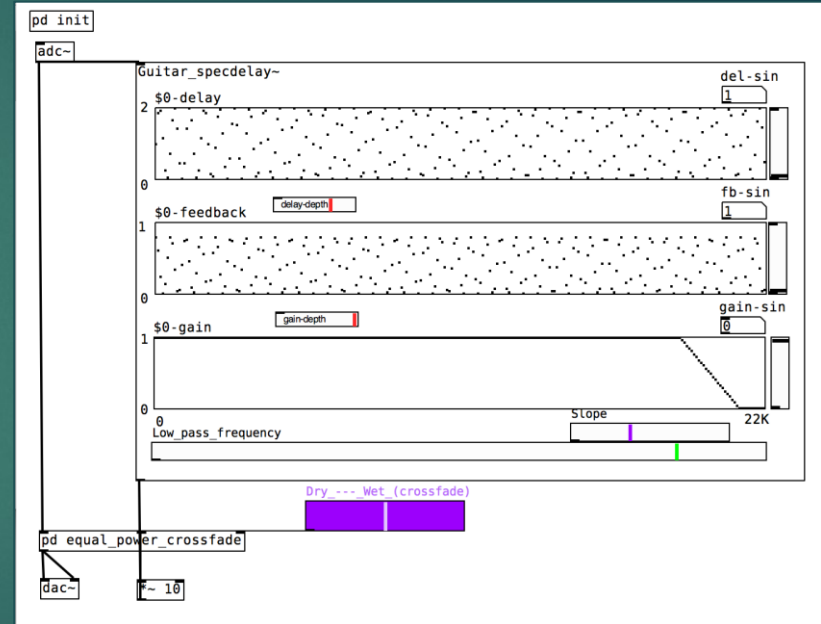 pd init
adc~
Guitar_specdelay~
del-sin
1
$0-delay
2
0
delay-depth
fb-sin
1
$0-feedback
1
0
gain-depth
gain-sin
0
$0-gain
1
0
0
22K
Slope
Low_pass_frequency
Dry_---_Wet_(crossfade)
pd equal_power_crossfade
dac~
*~ 10